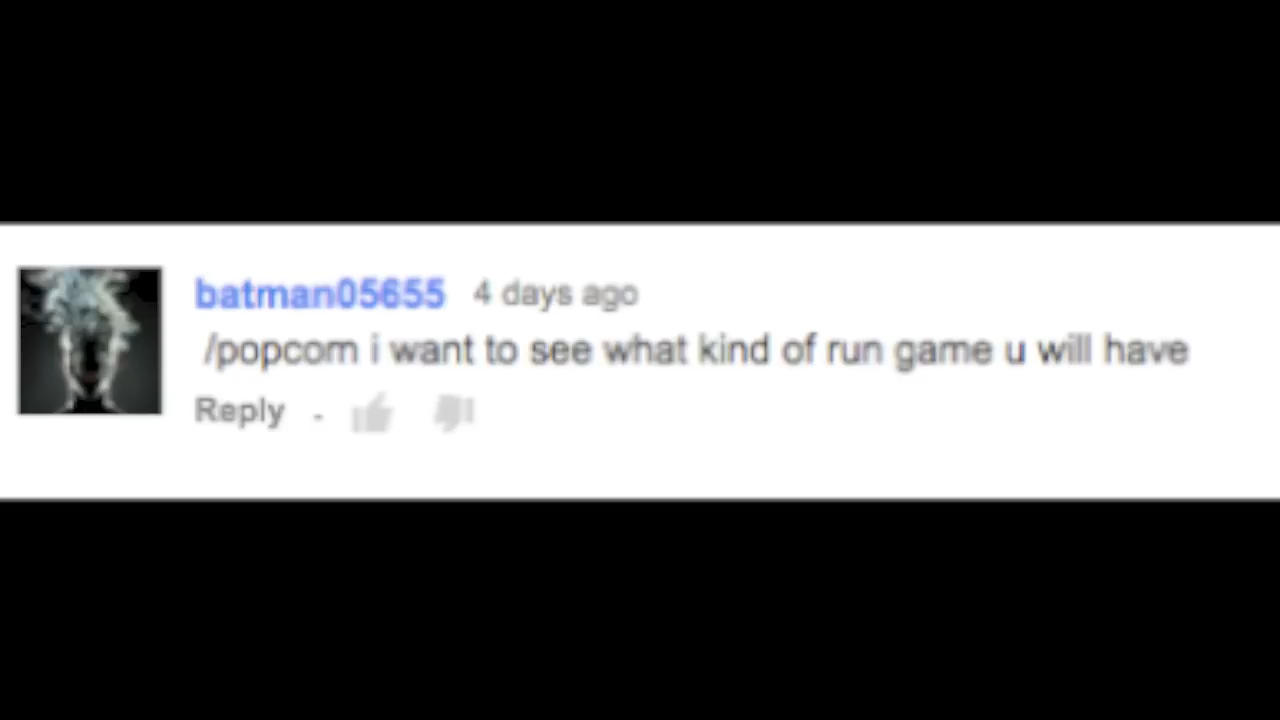 batman05655 4 days ago
/popcorn i want to see what kind of run game u will have
Reply .